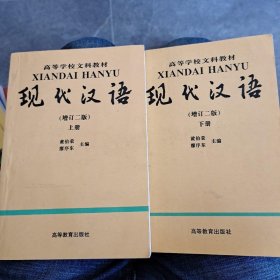 高等学校文科教材
XIANDAI HANYU
现代汉语
(增订二版)
上册
黄伯荣
廖序东 主编
高等教育出版社
高等学校文科教材
XIANDAI HANYU
现代汉语
(增订二版)
下册
黄伯荣
廖序东 主编
高等教育出版社